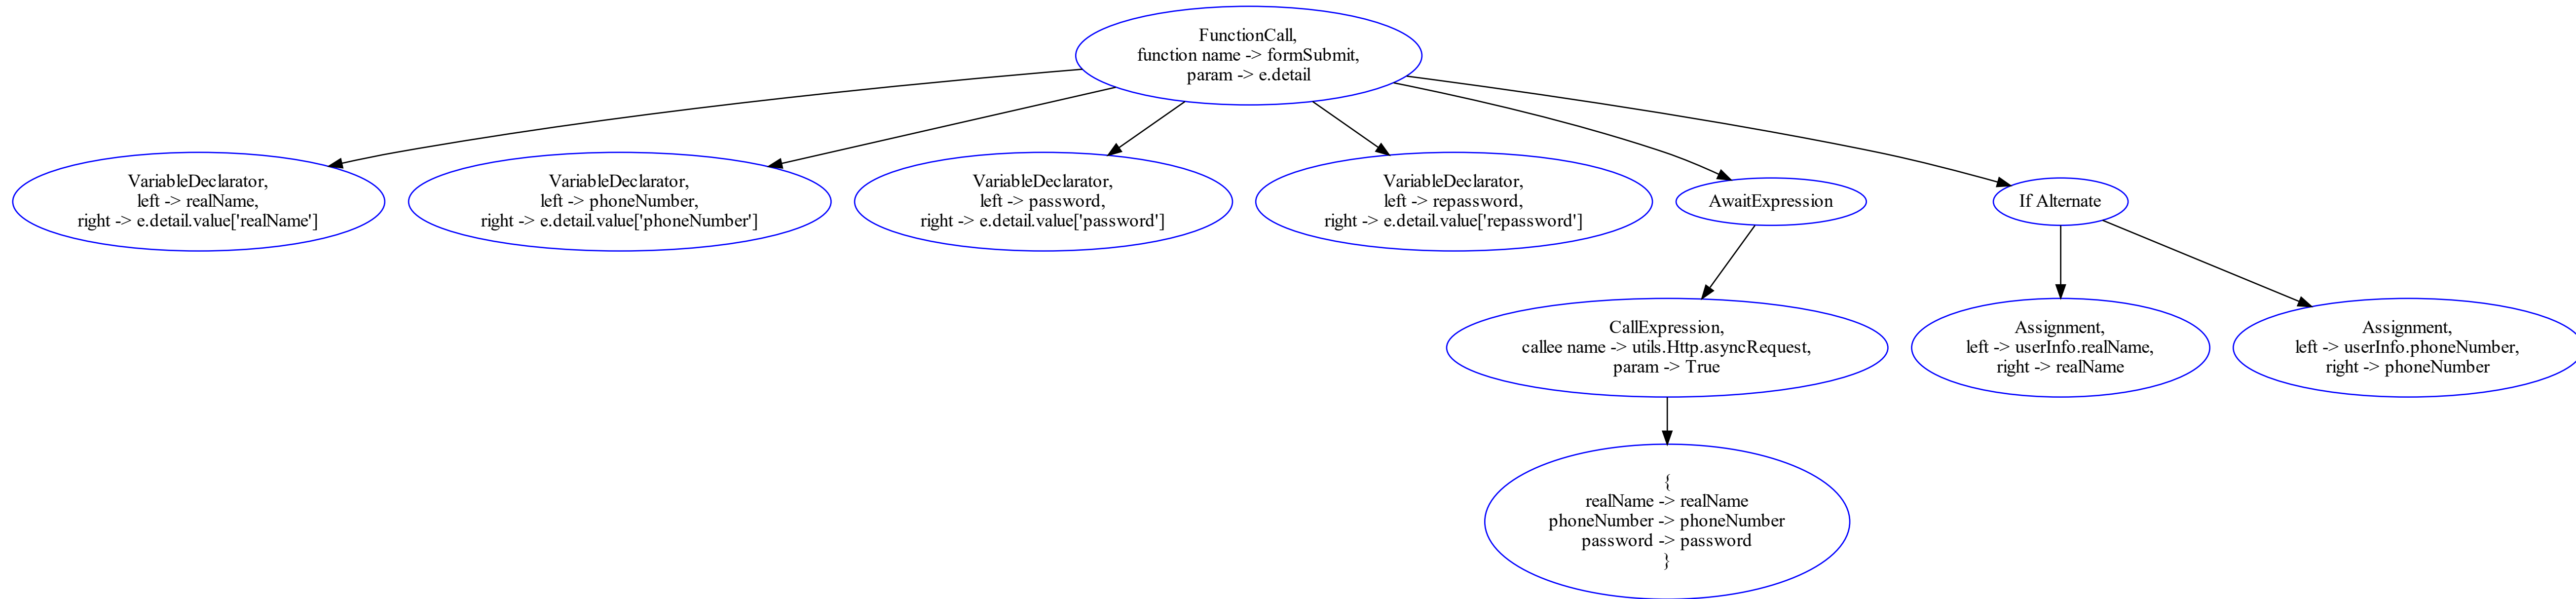 FunctionCall,
function name -> formSubmit,
param -> e.detail
VariableDeclarator,
left -> realName,
right -> e.detail.value['realName']
VariableDeclarator,
left -> phoneNumber,
right -> e.detail.value['phoneNumber']
VariableDeclarator,
left -> password,
right -> e.detail.value['password']
VariableDeclarator,
left -> repassword,
right -> e.detail.value['repassword']
AwaitExpression
If Alternate
CallExpression,
callee name -> utils.Http.asyncRequest,
param -> True
Assignment,
left -> userInfo.realName,
right -> realName
Assignment,
left -> userInfo.phoneNumber,
right -> phoneNumber
{
realName -> realName
phoneNumber -> phoneNumber
password -> password
}